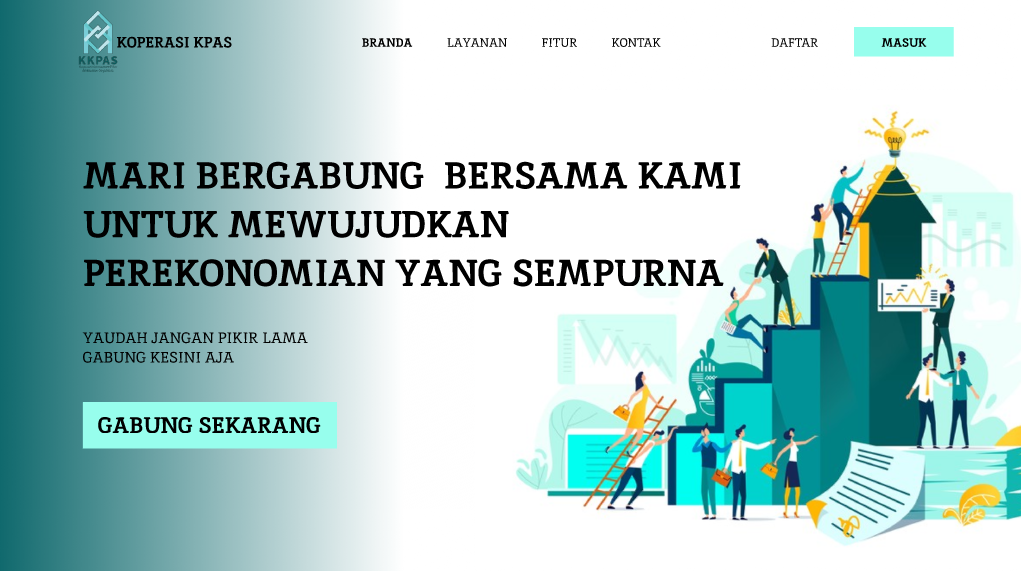 KOPERASI KPAS
KKPAS
BRANDA
LAYANAN
FITUR
KONTAK
DAFTAR
MASUK
MARI BERGABUNG  BERSAMA KAMI
UNTUK MEWUJUDKAN
PEREKONOMIAN YANG SEMPURNA
YAUDAH JANGAN PIKIR LAMA
GABUNG KESINI AJA
GABUNG SEKARANG